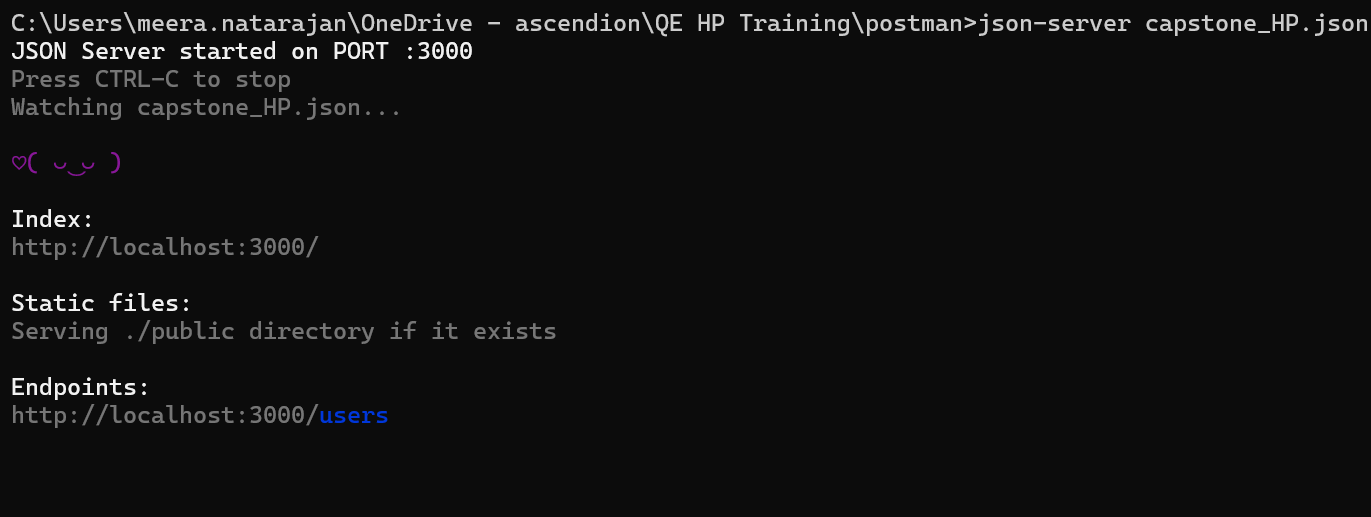 C:\Users\meera.natarajan\OneDrive - ascendion\QE HP Training\postman>json-server capstone_HP.json
JSON Server started on PORT :3000
Press CTRL-C to stop
Watching capstone_HP.json...
♡( ◡‿◡ )
Index:
http://localhost:3000/
Static files:
Serving ./public directory if it exists
Endpoints:
http://localhost:3000/users